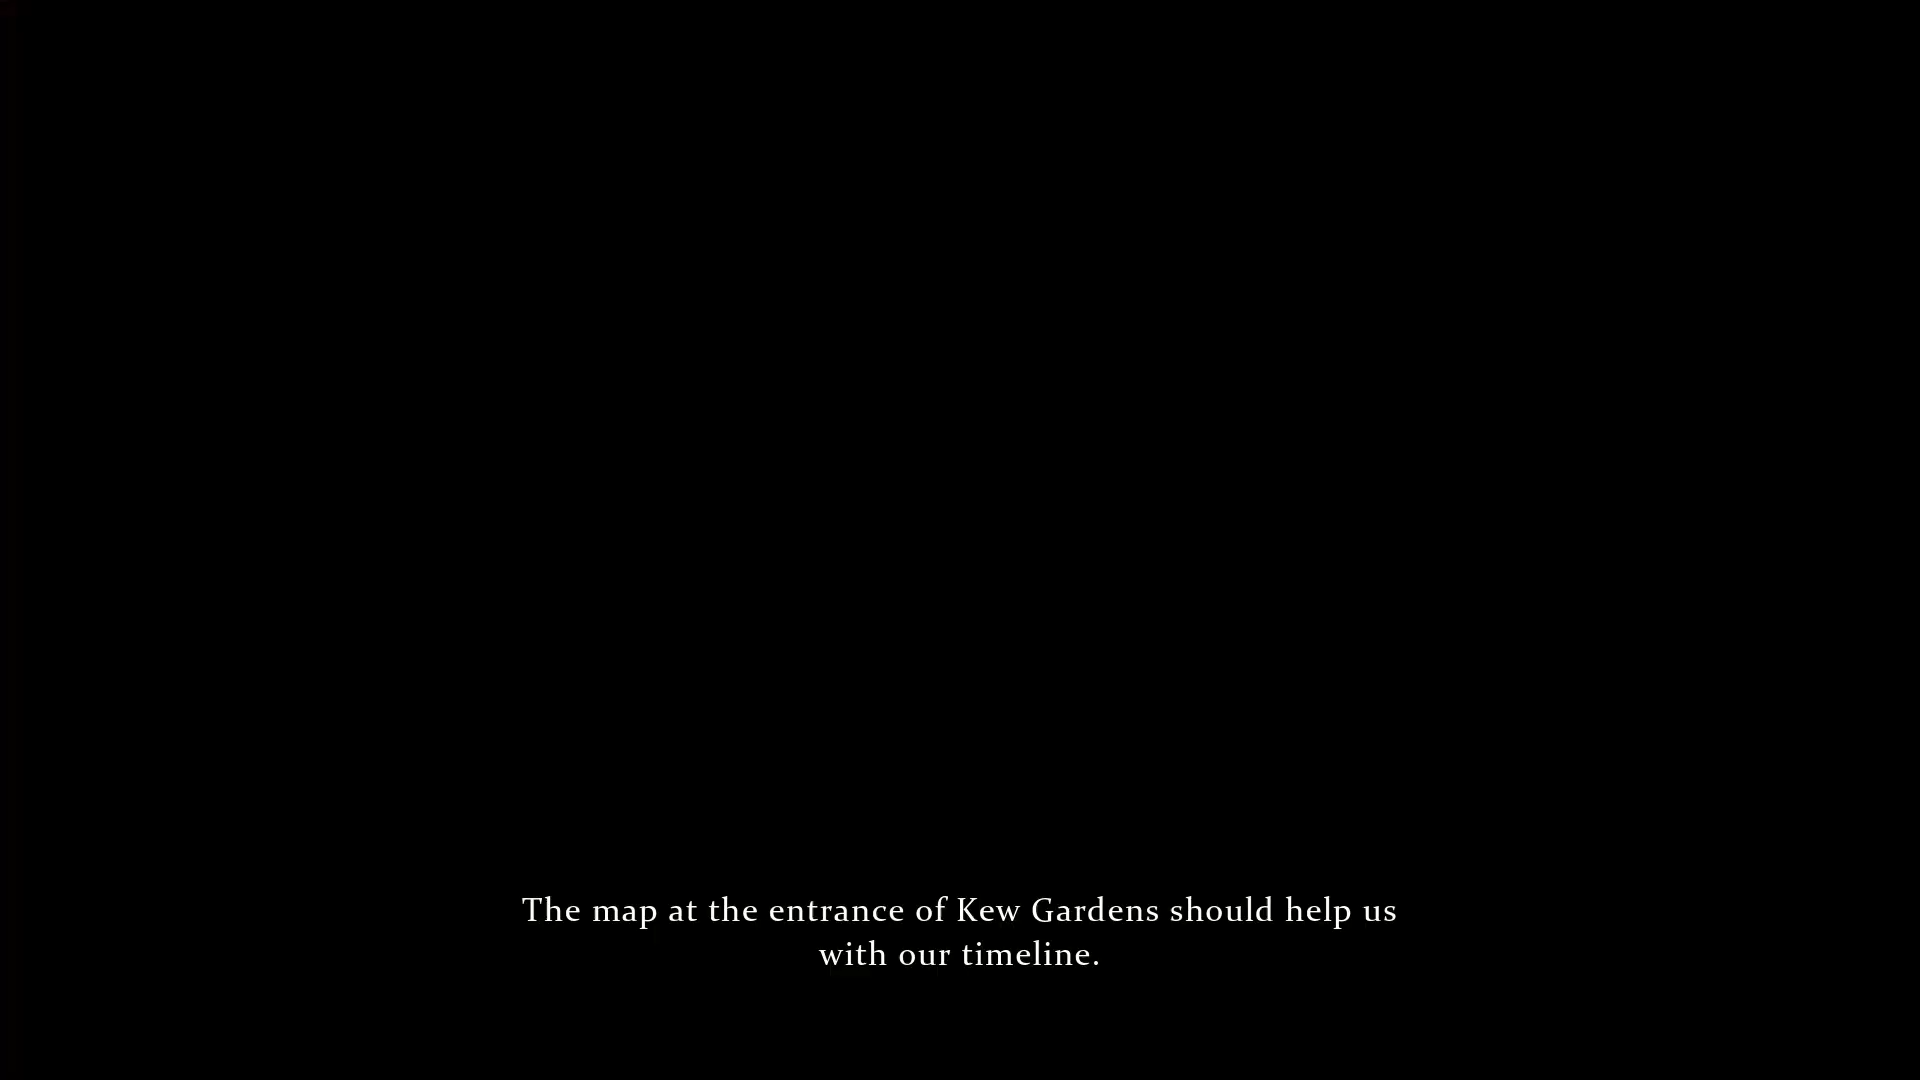 The map at the entrance of Kew Gardens should help us
with our timeline.